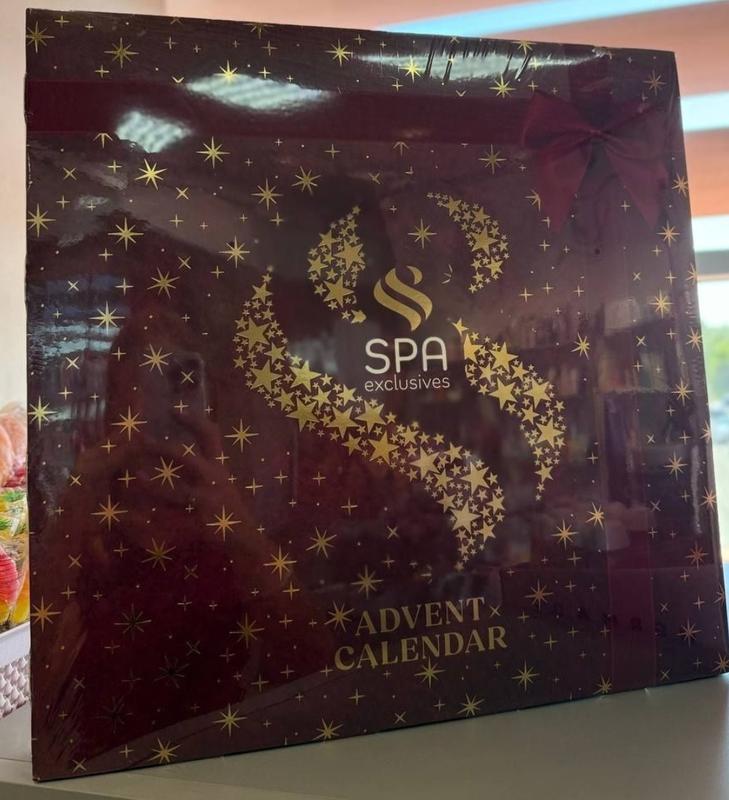 SPA
exclusives
ADVENT
CALENDAR